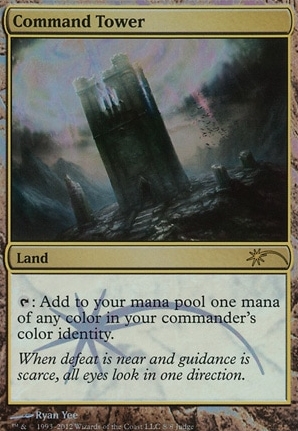 Command Tower
Land
: Add to your mana pool one mana
of any color in your commander's
color identity.
When defeat is near and guidance is
scarce, all eyes look in one direction.
Ryan Yee
™ & © 1993–2012 Wizards of the Coast LLC 8/8 Judge